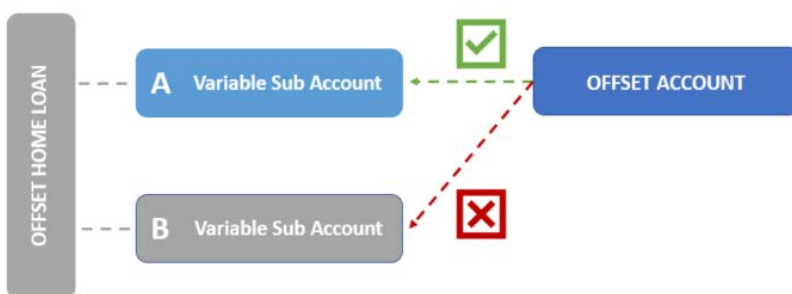 OFFSET HOME LOAN
A Variable Sub Account
OFFSET ACCOUNT
B Variable Sub Account